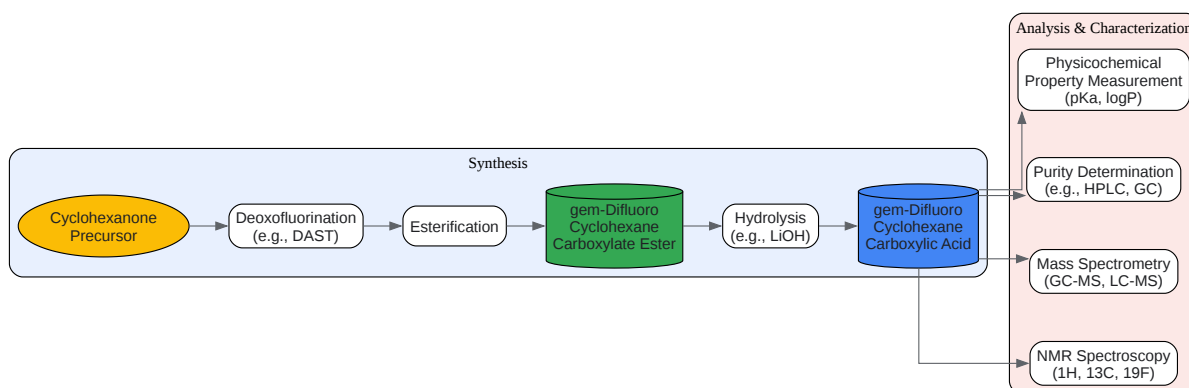 Analysis & Characterization
Physicochemical
Property Measurement
(pKa, logP)
Synthesis
Cyclohexanone
Precursor
Deoxofluorination
(e.g., DAST)
Esterification
gem-Difluoro
Cyclohexane
Carboxylate Ester
Hydrolysis
(e.g., LiOH)
gem-Difluoro
Cyclohexane
Carboxylic Acid
Purity Determination
(e.g., HPLC, GC)
Mass Spectrometry
(GC-MS, LC-MS)
NMR Spectroscopy
(1H, 13C, 19F)